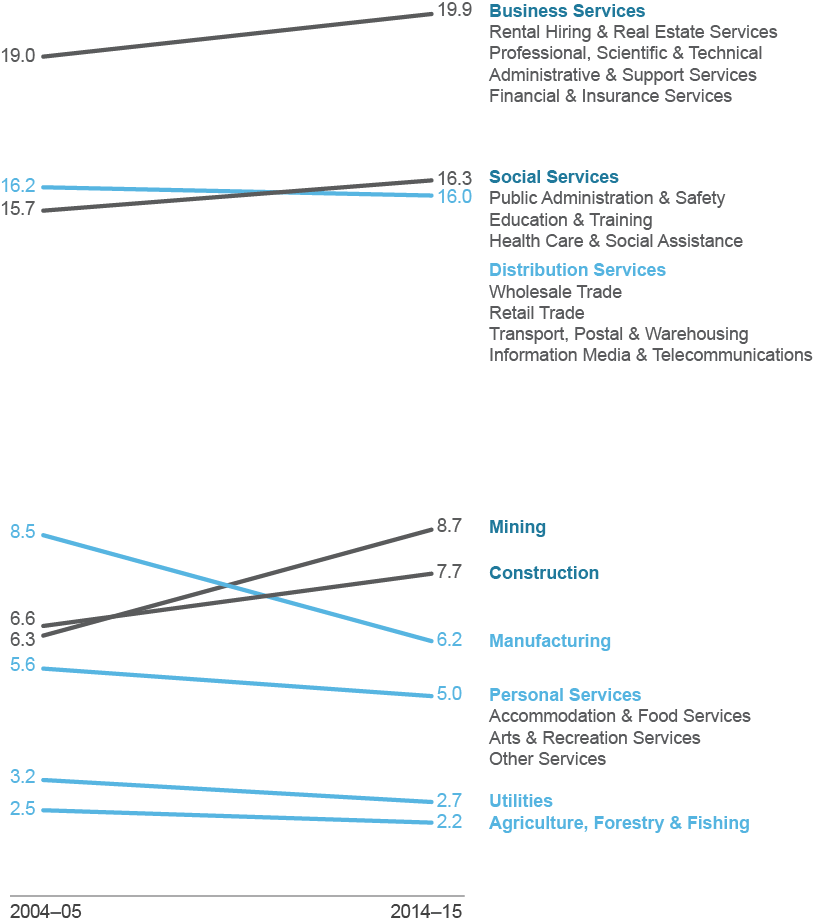 19.0
19.9
Business Services
Rental Hiring & Real Estate Services
Professional, Scientific & Technical
Administrative & Support Services
Financial & Insurance Services
16.2
15.7
16.3
16.0
Social Services
Public Administration & Safety
Education & Training
Health Care & Social Assistance
Distribution Services
Wholesale Trade
Retail Trade
Transport, Postal & Warehousing
Information Media & Telecommunications
8.5
8.7
Mining
7.7
Construction
6.6
6.3
6.2
Manufacturing
5.6
5.0
Personal Services
Accommodation & Food Services
Arts & Recreation Services
Other Services
3.2
2.7
Utilities
2.5
2.2
Agriculture, Forestry & Fishing
2004–05
2014–15